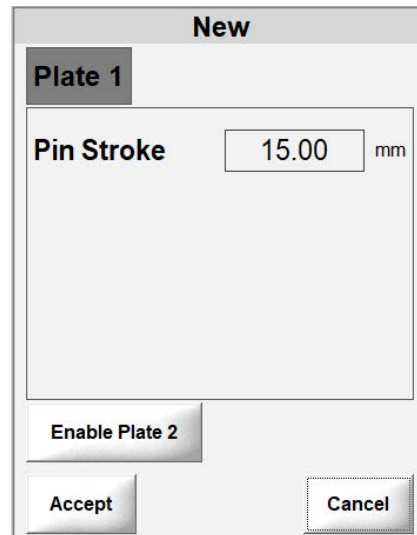 New
Plate 1
Pin Stroke 15.00 mm
Enable Plate 2
Accept Cancel